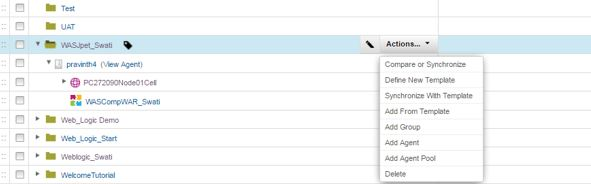 Test
UAT
WASJpet_Swati
Actions...
pravinth4 (View Agent)
PC272090Node01Cell
WASCompWAR_Swati
Web_Logic Demo
Web_Logic_Start
Weblogic_Swati
WelcomeTutorial
Compare or Synchronize
Define New Template
Synchronize With Template
Add From Template
Add Group
Add Agent
Add Agent Pool
Delete